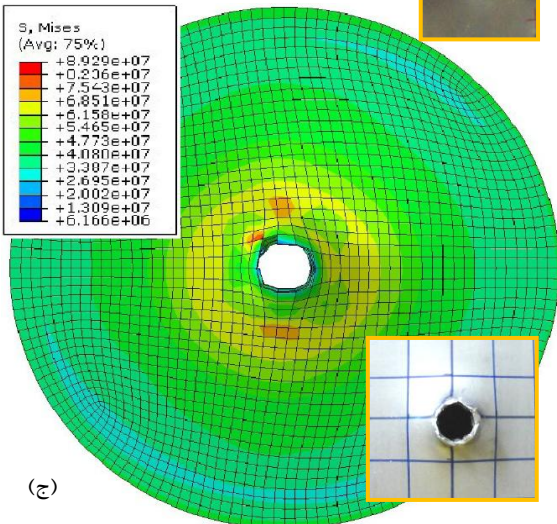 S, Mises
(Avg: 75%)
+8.929e+07
+0.236e+07
+7.543e+07
+6.851e+07
+6.158e+07
+5.465e+07
+4.773e+07
+4.080e+07
+3.387e+07
+2.695e+07
+2.002e+07
+1.309e+07
+6.166e+06
(ج)